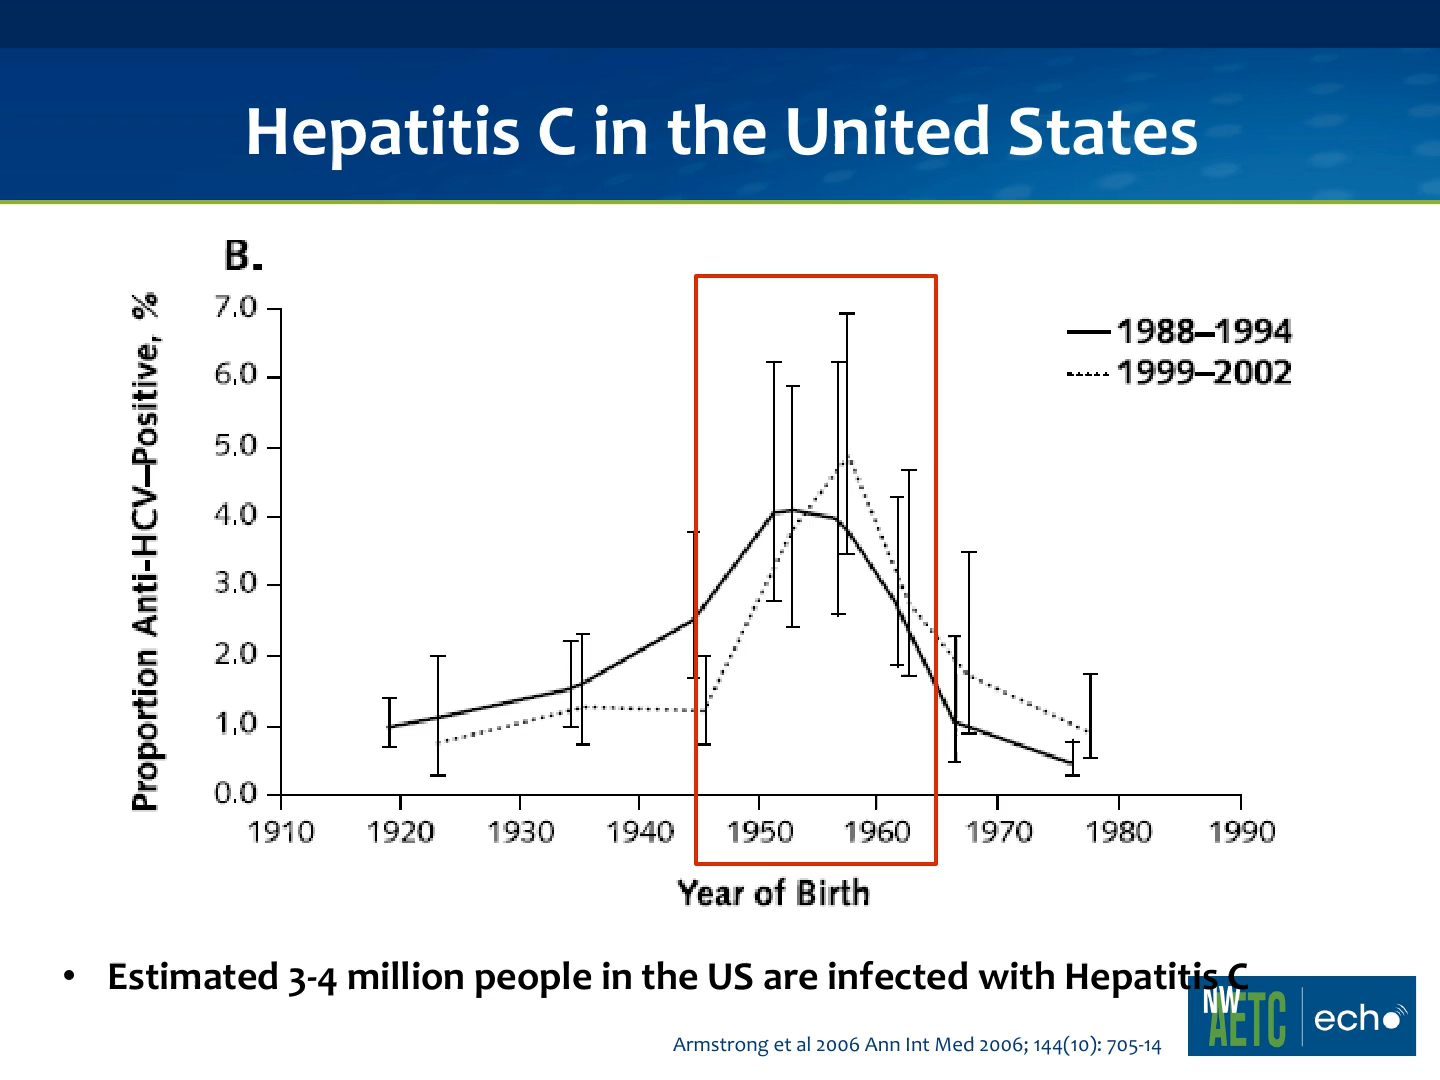 Hepatitis C in the United States
B.
Proportion Anti-HCV–Positive, %
7.0
6.0
5.0
4.0
3.0
2.0
1.0
0.0
1988–1994
1999–2002
1910 1920 1930 1940 1950 1960 1970 1980 1990
Year of Birth
• Estimated 3-4 million people in the US are infected with Hepatitis C
NW
AETC echo
Armstrong et al 2006 Ann Int Med 2006; 144(10): 705-14